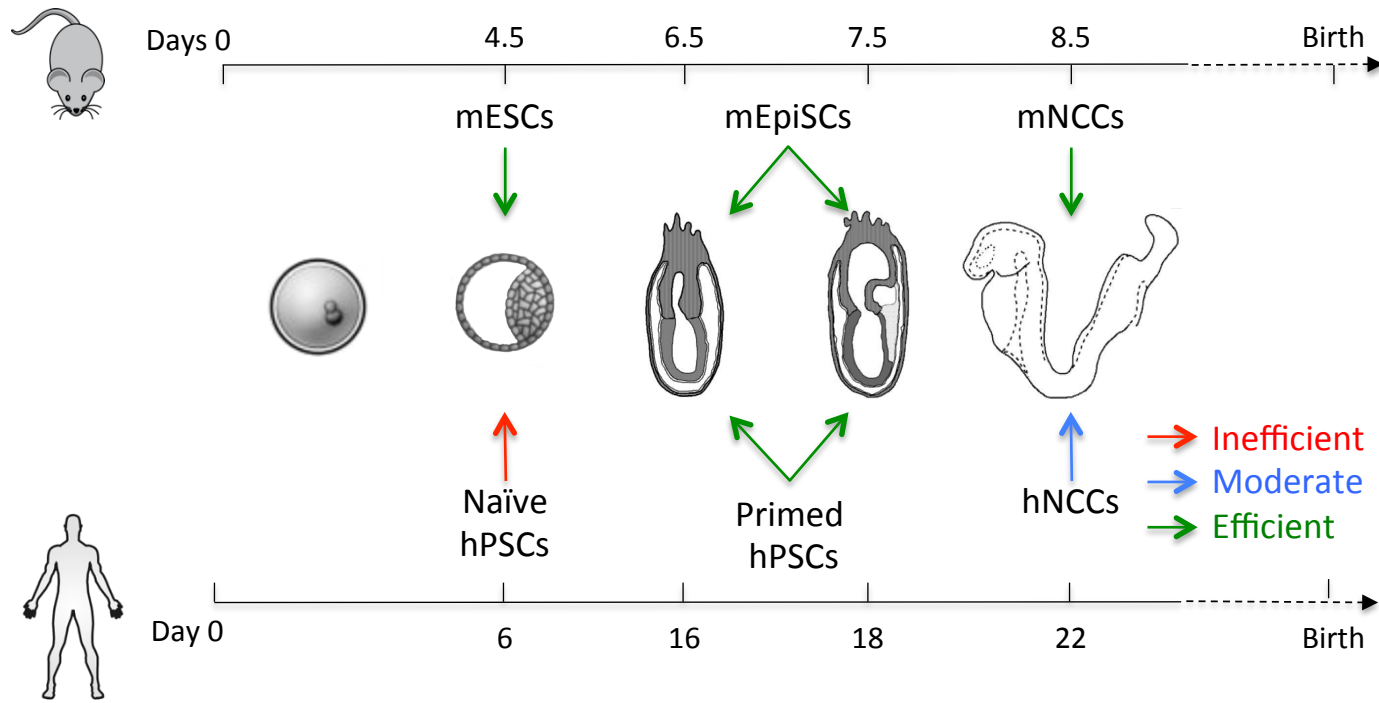 Days 0 4.5 6.5 7.5 8.5 Birth
mESCs mEpiSCs mNCCs
Inefficient
Moderate
Efficient
Naïve
hPSCs
Primed
hPSCs
hNCCs
Day 0 6 16 18 22 Birth